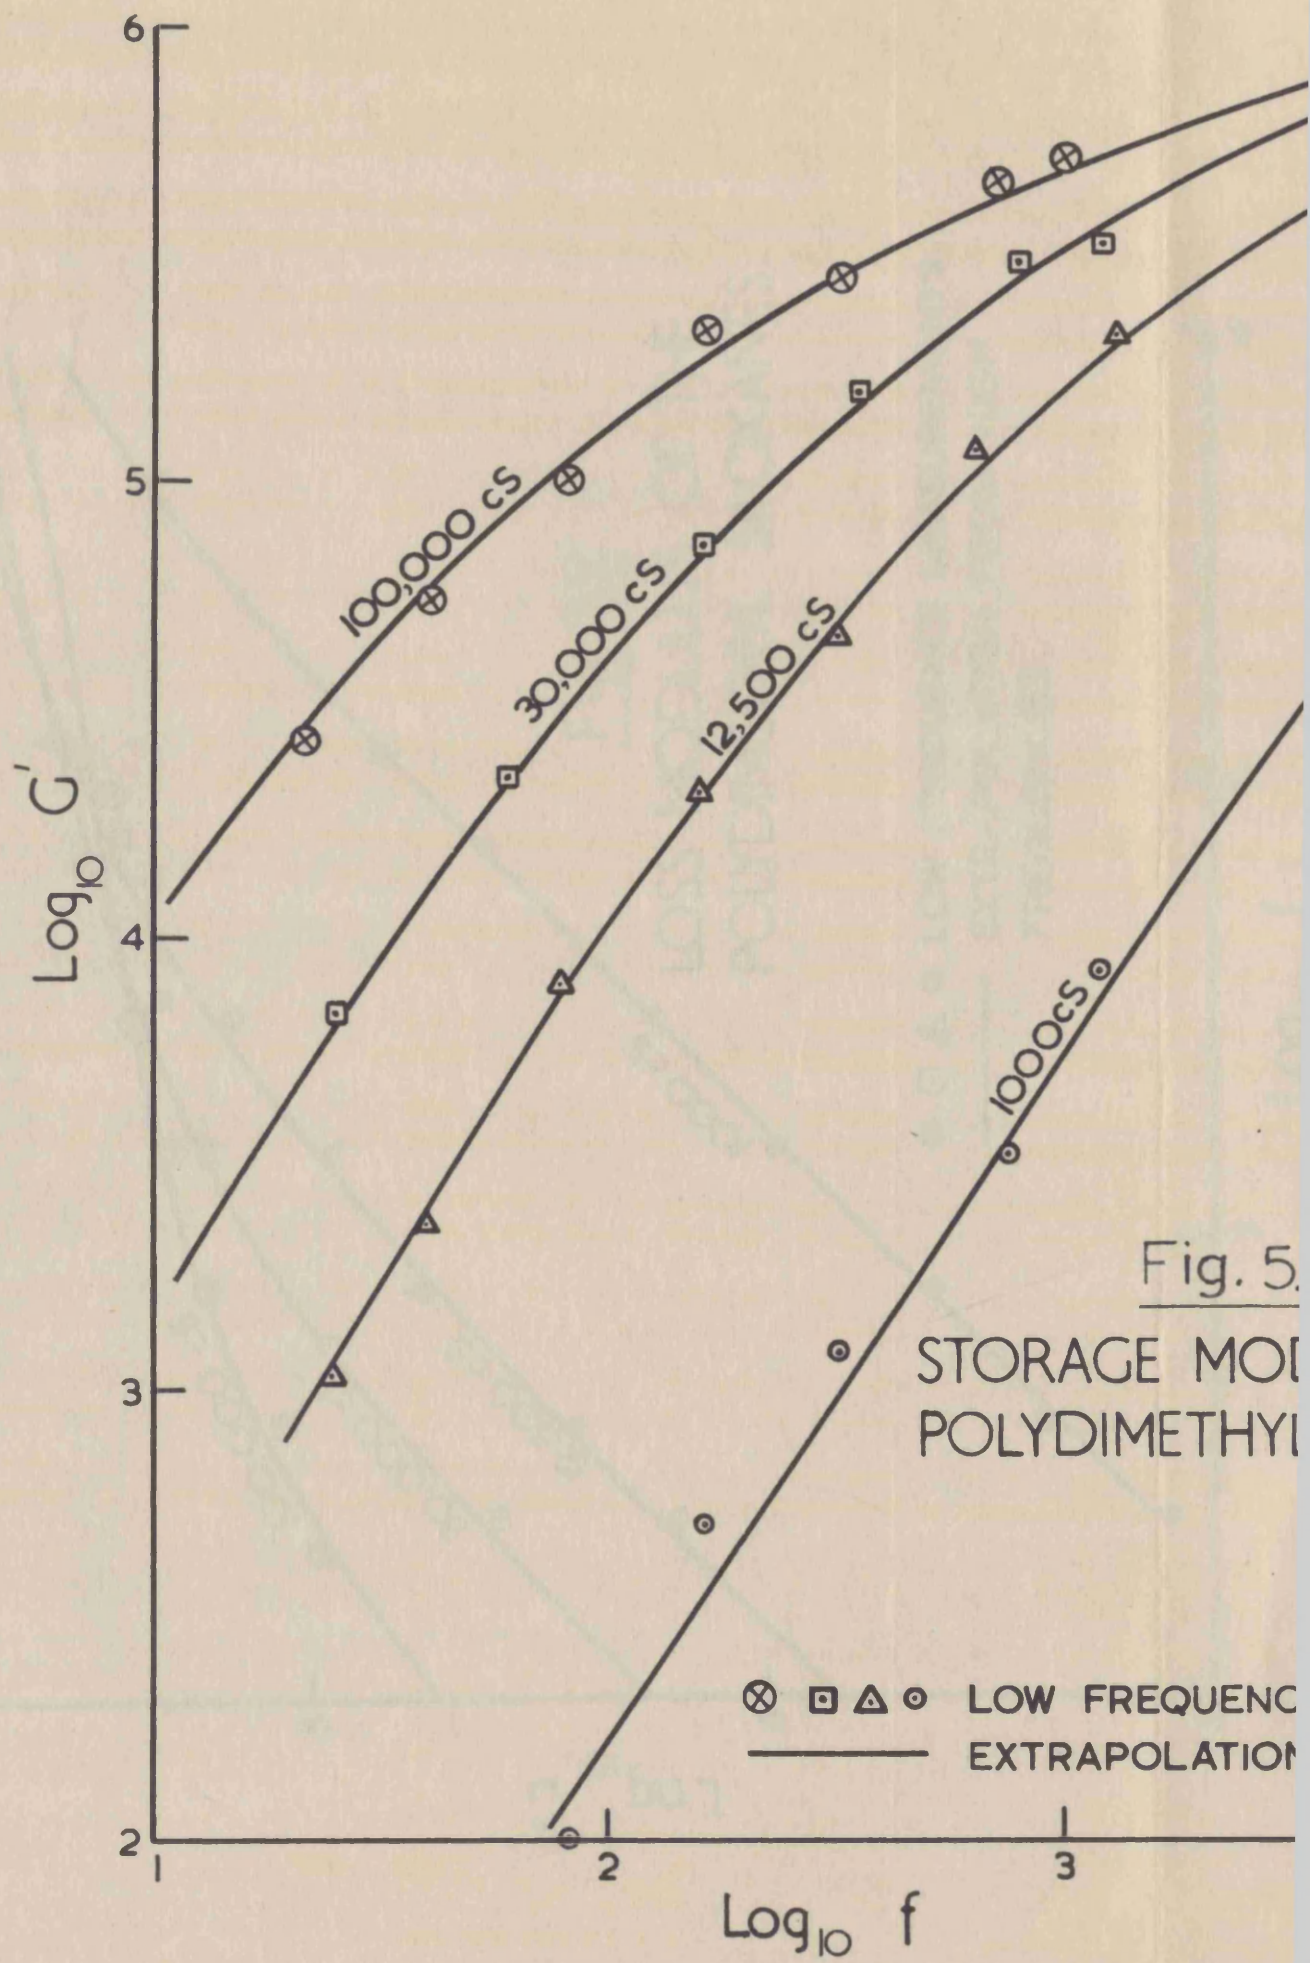 6
5
4
3
2
1
2
3
Log10 G'
Log10 f
100,000 cS
30,000 cS
12,500 cS
1000cS
Fig. 5.
STORAGE MOD
POLYDIMETHYL
LOW FREQUENC
EXTRAPOLATION